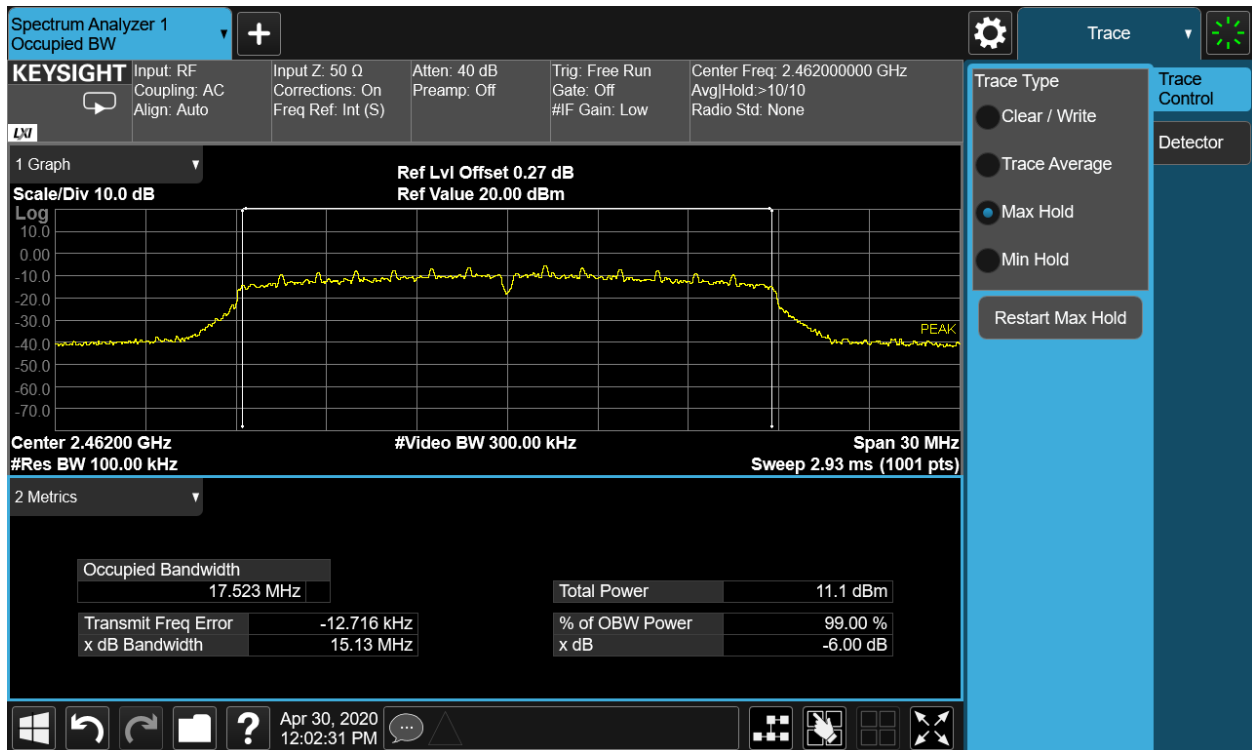 Spectrum Analyzer 1
Occupied BW
+
Trace
KEYSIGHT
LXI
Input: RF
Coupling: AC
Align: Auto
Input Z: 50 Ω
Corrections: On
Freq Ref: Int (S)
Atten: 40 dB
Preamp: Off
Trig: Free Run
Gate: Off
#IF Gain: Low
Center Freq: 2.462000000 GHz
Avg|Hold:>10/10
Radio Std: None
Trace Type
Clear / Write
Trace Average
Max Hold
Min Hold
Restart Max Hold
Trace
Control
Detector
1 Graph
Scale/Div 10.0 dB
Ref Lvl Offset 0.27 dB
Ref Value 20.00 dBm
Log
10.0
0.00
-10.0
-20.0
-30.0
-40.0
-50.0
-60.0
-70.0
PEAK
Center 2.46200 GHz
#Video BW 300.00 kHz
Span 30 MHz
#Res BW 100.00 kHz
Sweep 2.93 ms (1001 pts)
2 Metrics
Occupied Bandwidth
17.523 MHz
Total Power 11.1 dBm
Transmit Freq Error -12.716 kHz
% of OBW Power 99.00 %
x dB Bandwidth 15.13 MHz
x dB -6.00 dB
?
Apr 30, 2020
12:02:31 PM